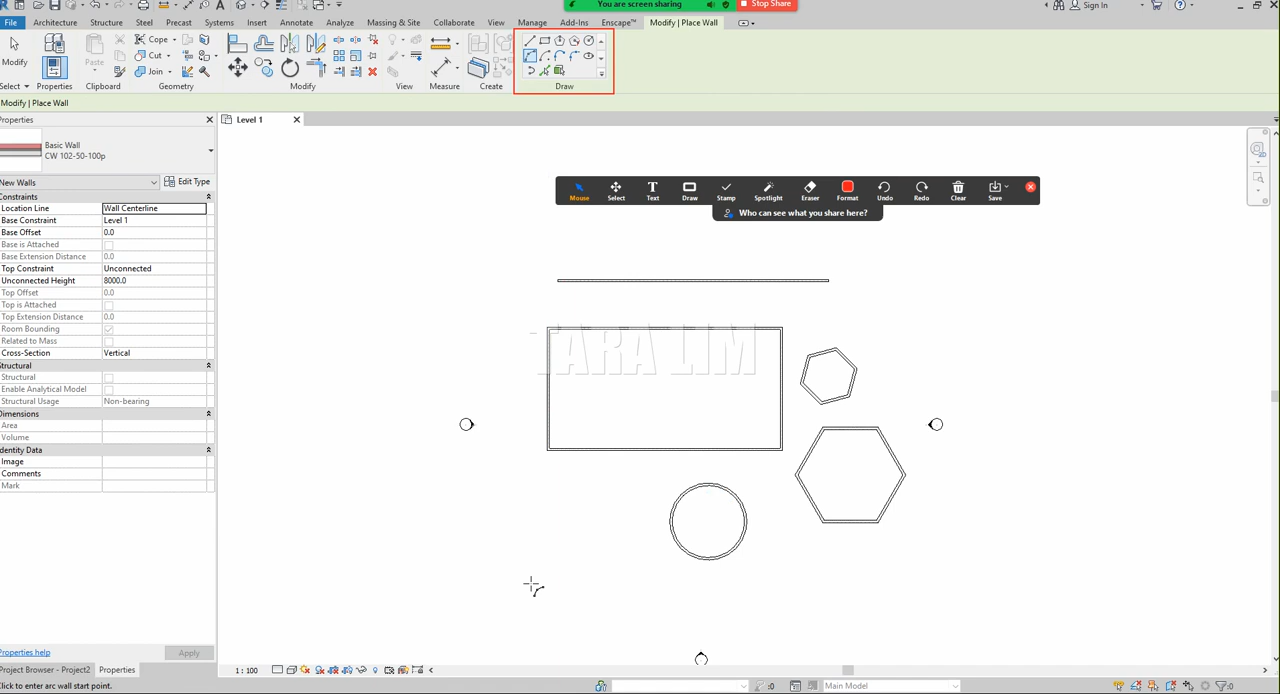 You are screen sharing
Stop Share
Sign In
File
Architecture
Structure
Steel
Precast
Systems
Insert
Annotate
Analyze
Massing & Site
Collaborate
View
Manage
Add-Ins
Enscape™
Modify | Place Wall
Modify
Paste
Cope
Cut
Join
Select
Properties
Clipboard
Geometry
Modify
View
Measure
Create
Draw
Modify | Place Wall
Properties
Level 1
Basic Wall
CW 102-50-100p
New Walls
Edit Type
Constraints
Location Line Wall Centerline
Base Constraint Level 1
Base Offset 0.0
Base is Attached
Base Extension Distance 0.0
Top Constraint Unconnected
Unconnected Height 8000.0
Top Offset 0.0
Top is Attached
Top Extension Distance 0.0
Room Bounding
Related to Mass
Cross-Section Vertical
Structural
Structural
Enable Analytical Model
Structural Usage Non-bearing
Dimensions
Area
Volume
Identity Data
Image
Comments
Mark
Mouse
Select
Text
Draw
Stamp
Spotlight
Eraser
Format
Undo
Redo
Clear
Save
Who can see what you share here?
TARA LIM
Properties help
Apply
Project Browser - Project2
Properties
1 : 100
Click to enter arc wall start point.
:0
Main Model
:0